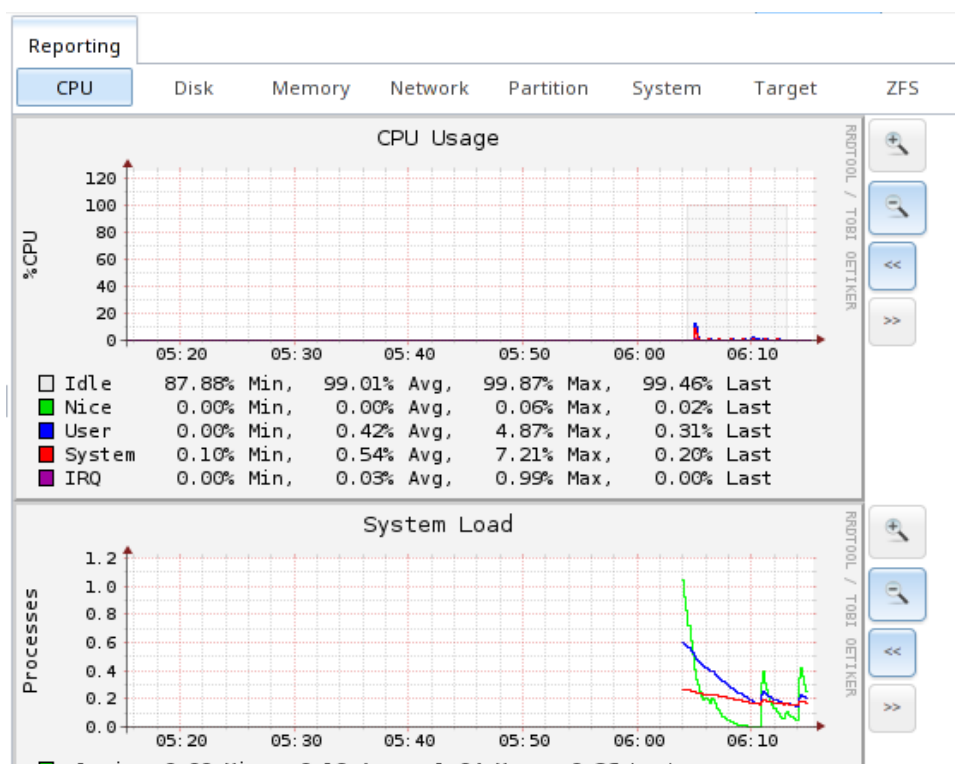 Reporting
CPU Disk Memory Network Partition System Target ZFS
CPU Usage
RRDTOOL / TOBI OETIKER
%CPU
120
100
80
60
40
20
0
05:20 05:30 05:40 05:50 06:00 06:10
Idle 87.88% Min, 99.01% Avg, 99.87% Max, 99.46% Last
Nice 0.00% Min, 0.00% Avg, 0.06% Max, 0.02% Last
User 0.00% Min, 0.42% Avg, 4.87% Max, 0.31% Last
System 0.10% Min, 0.54% Avg, 7.21% Max, 0.20% Last
IRQ 0.00% Min, 0.03% Avg, 0.99% Max, 0.00% Last
<<
>>
System Load
RRDTOOL / TOBI OETIKER
Processes
1.2
1.0
0.8
0.6
0.4
0.2
0.0
05:20 05:30 05:40 05:50 06:00 06:10
<<
>>